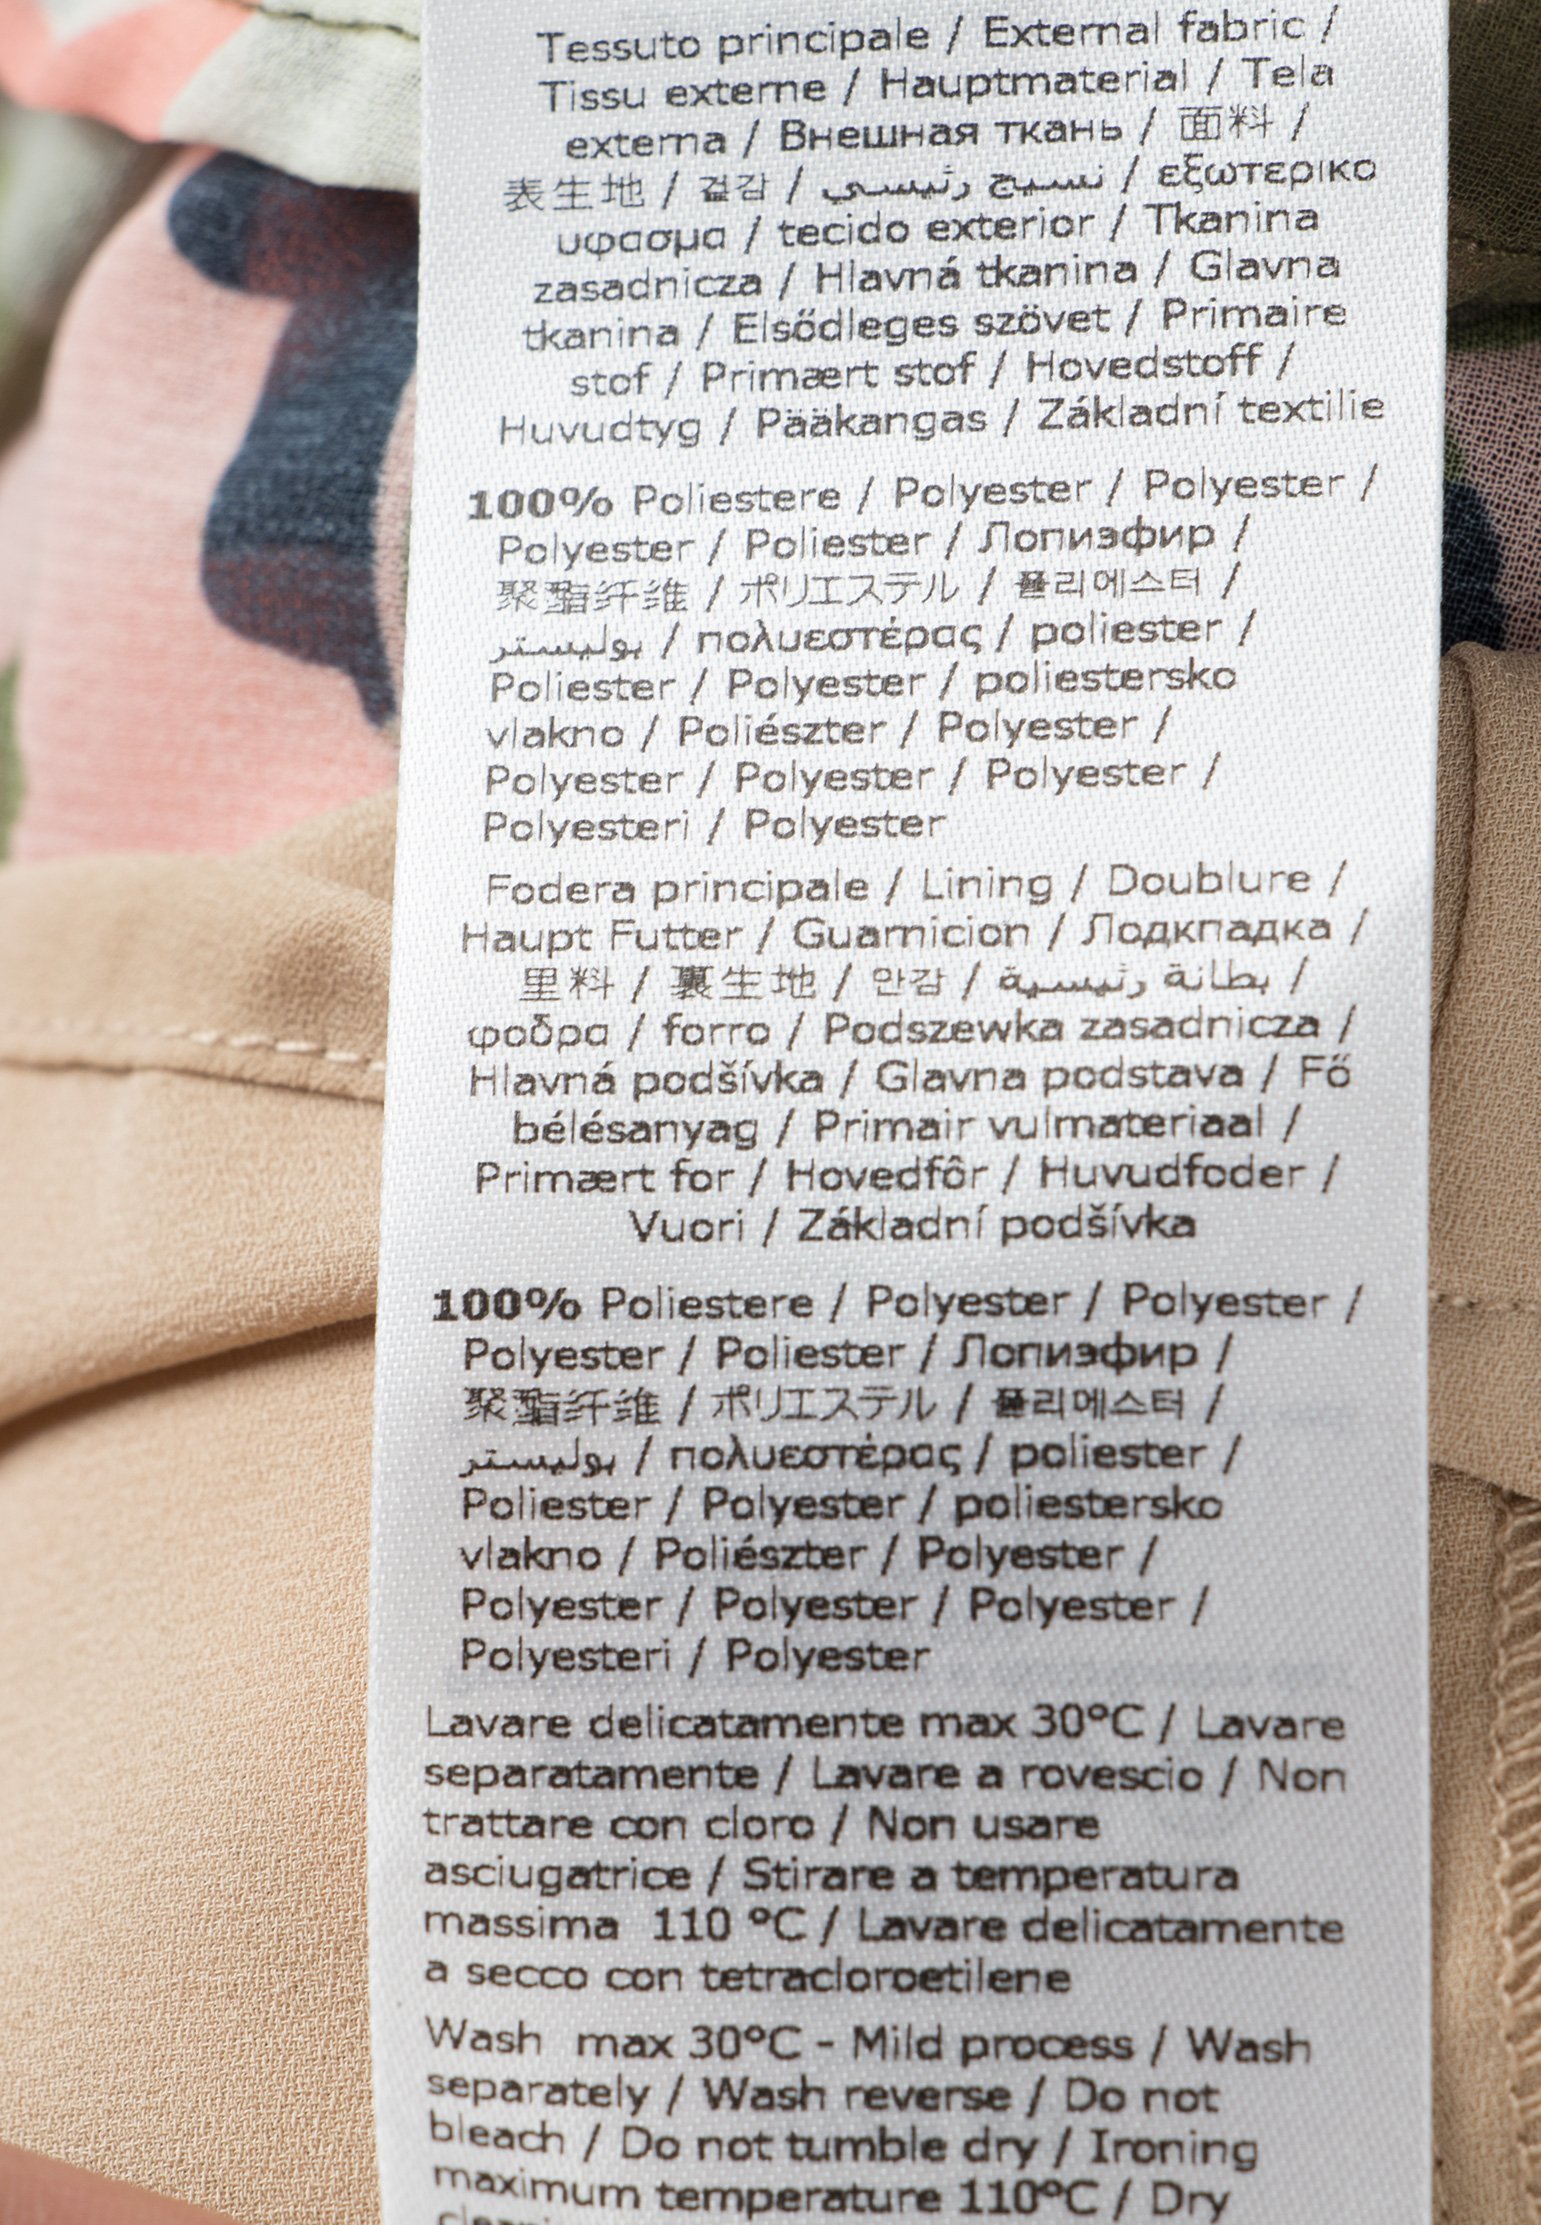 Tessuto principale / External fabric /
Tissu externe / Hauptmaterial / Tela
externa / Внешная ткань / 面料 /
表生地 / 겉감 / نسيج رئيسي / εξωτερικο
υφασμα / tecido exterior / Tkanina
zasadnicza / Hlavná tkanina / Glavna
tkanina / Elsődleges szövet / Primaire
stof / Primært stof / Hovedstoff /
Huvudtyg / Pääkangas / Základní textilie
100% Poliestere / Polyester / Polyester /
Polyester / Poliester / Лопиэфир /
聚酯纤维 / ポリエステル / 폴리에스터 /
بوليستر / πολυεστέρας / poliester /
Poliester / Polyester / poliestersko
vlakno / Poliészter / Polyester /
Polyester / Polyester / Polyester /
Polyesteri / Polyester
Fodera principale / Lining / Doublure /
Haupt Futter / Guarnicion / Лодкпадка /
里料 / 裏生地 / 안감 / بطانة رئيسية /
φοδρα / forro / Podszewka zasadnicza /
Hlavná podšívka / Glavna podstava / Fő
bélésanyag / Primair vulmateriaal /
Primært for / Hovedfôr / Huvudfoder /
Vuori / Základní podšívka
100% Poliestere / Polyester / Polyester /
Polyester / Poliester / Лопиэфир /
聚酯纤维 / ポリエステル / 폴리에스터 /
بوليستر / πολυεστέρας / poliester /
Poliester / Polyester / poliestersko
vlakno / Poliészter / Polyester /
Polyester / Polyester / Polyester /
Polyesteri / Polyester
Lavare delicatamente max 30°C / Lavare
separatamente / Lavare a rovescio / Non
trattare con cloro / Non usare
asciugatrice / Stirare a temperatura
massima 110 °C / Lavare delicatamente
a secco con tetracloroetilene
Wash max 30°C - Mild process / Wash
separately / Wash reverse / Do not
bleach / Do not tumble dry / Ironing
maximum temperature 110°C / Dry